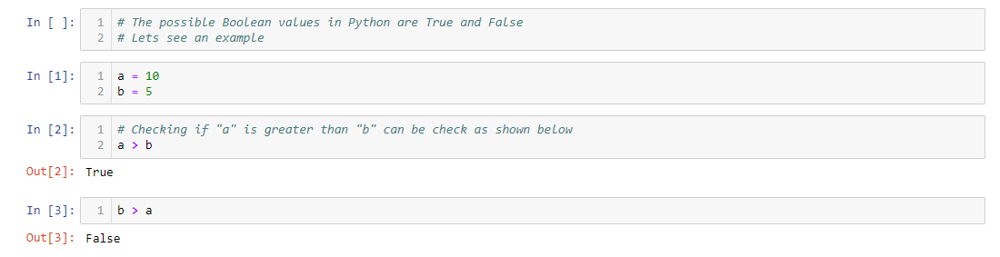 In [ ]: 1 # The possible Boolean values in Python are True and False
2 # Lets see an example
In [1]: 1 a = 10
2 b = 5
In [2]: 1 # Checking if "a" is greater than "b" can be check as shown below
2 a > b
Out[2]: True
In [3]: 1 b > a
Out[3]: False